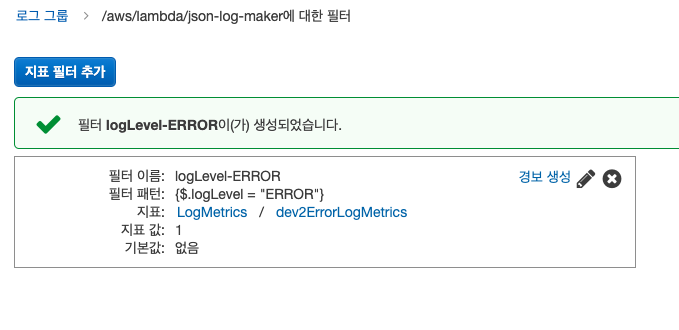 로그 그룹 > /aws/lambda/json-log-maker에 대한 필터
지표 필터 추가
필터 logLevel-ERROR이(가) 생성되었습니다.
필터 이름: logLevel-ERROR 경보 생성
필터 패턴: {$.logLevel = "ERROR"}
지표: LogMetrics / dev2ErrorLogMetrics
지표 값: 1
기본값: 없음